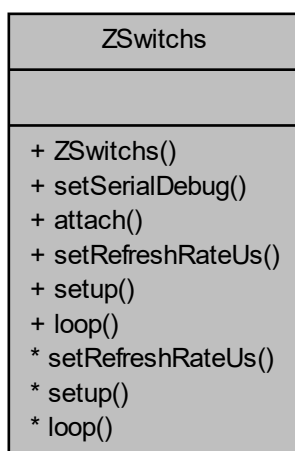 ZSwitchs
+ ZSwitchs()
+ setSerialDebug()
+ attach()
+ setRefreshRateUs()
+ setup()
+ loop()
* setRefreshRateUs()
* setup()
* loop()